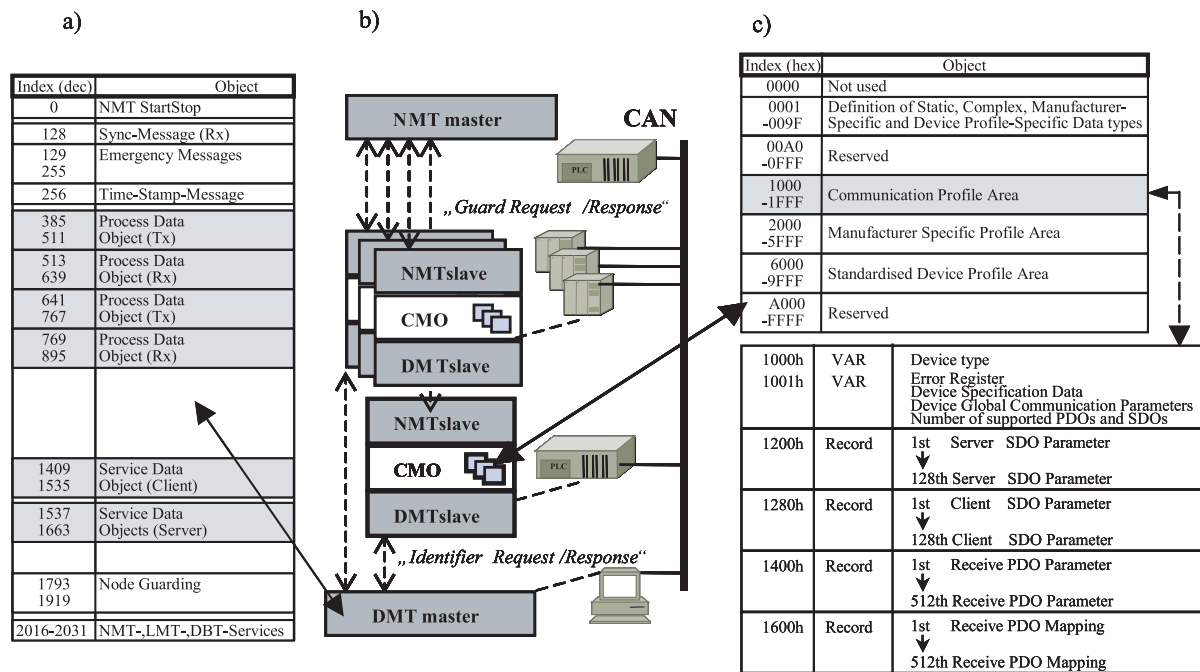 a)
Index (dec) Object
0 NMT StartStop
128 Sync-Message (Rx)
129 Emergency Messages
255
256 Time-Stamp-Message
385 Process Data
511 Object (Tx)
513 Process Data
639 Object (Rx)
641 Process Data
767 Object (Tx)
769 Process Data
895 Object (Rx)
1409 Service Data
1535 Object (Client)
1537 Service Data
1663 Objects (Server)
1793 Node Guarding
1919
2016-2031 NMT-,LMT-,DBT-Services
b)
NMT master
CAN
PLC
„Guard Request /Response“
NMTslave
CMO
DMTslave
NMTslave
CMO
PLC
DMTslave
„Identifier Request /Response“
DMT master
c)
Index (hex) Object
0000 Not used
0001 Definition of Static, Complex, Manufacturer-
-009F Specific and Device Profile-Specific Data types
00A0
-0FFF Reserved
1000
-1FFF Communication Profile Area
2000
-5FFF Manufacturer Specific Profile Area
6000
-9FFF Standardised Device Profile Area
A000
-FFFF Reserved
1000h VAR Device type
1001h VAR Error Register
Device Specification Data
Device Global Communication Parameters
Number of supported PDOs and SDOs
1200h Record 1st Server SDO Parameter
128th Server SDO Parameter
1280h Record 1st Client SDO Parameter
128th Client SDO Parameter
1400h Record 1st Receive PDO Parameter
512th Receive PDO Parameter
1600h Record 1st Receive PDO Mapping
512th Receive PDO Mapping